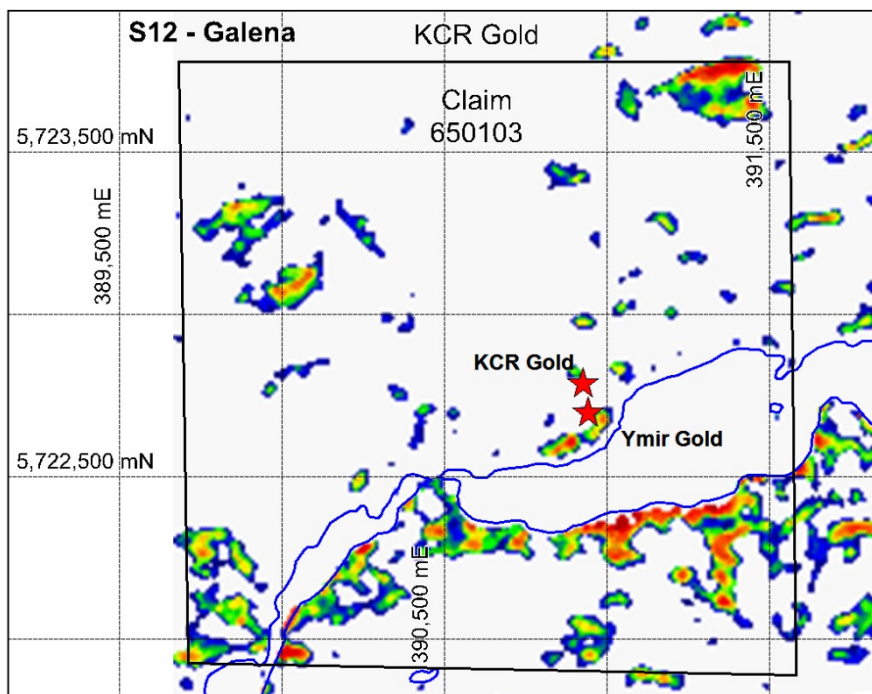 S12 - Galena
KCR Gold
Claim
650103
5,723,500 mN
391,500 mE
389,500 mE
KCR Gold
Ymir Gold
5,722,500 mN
390,500 mE